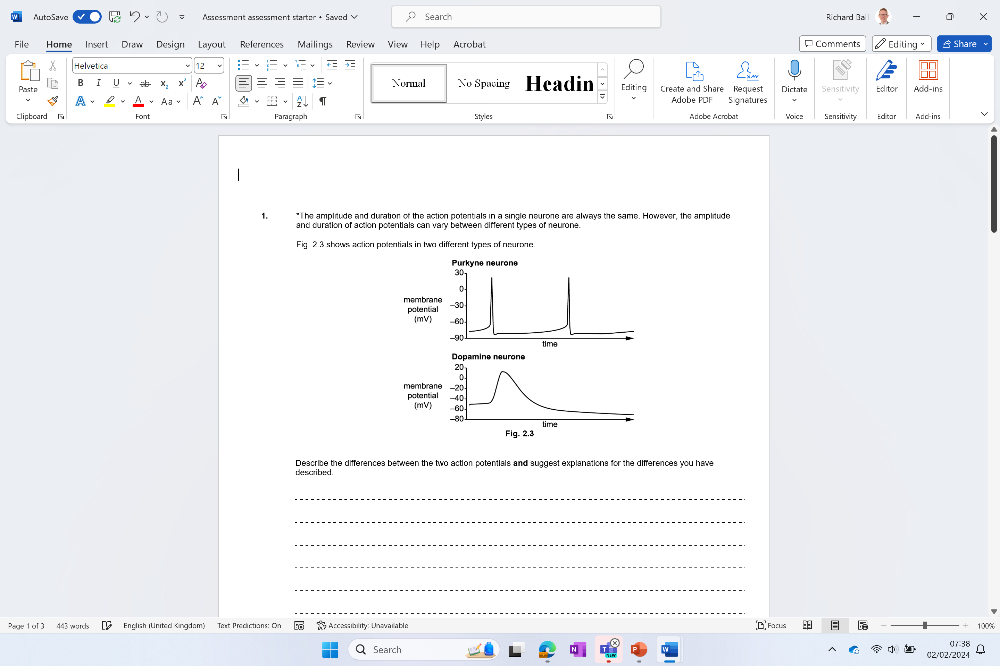 AutoSave
Assessment assessment starter • Saved
Search
Richard Ball
File Home Insert Draw Design Layout References Mailings Review View Help Acrobat
Comments Editing Share
Paste
Clipboard
Helvetica 12
B I U ab x₂ x² A
A A Aa A A
Font
Paragraph
Normal No Spacing Headin
Styles
Editing
Create and Share
Adobe PDF
Request
Signatures
Adobe Acrobat
Dictate
Voice
Sensitivity
Sensitivity
Editor
Editor
Add-ins
Add-ins
1. *The amplitude and duration of the action potentials in a single neurone are always the same. However, the amplitude
and duration of action potentials can vary between different types of neurone.
Fig. 2.3 shows action potentials in two different types of neurone.
Purkyne neurone
30
0
–30
–60
–90
membrane
potential
(mV)
time
Dopamine neurone
20
0
–20
–40
–60
–80
membrane
potential
(mV)
time
Fig. 2.3
Describe the differences between the two action potentials and suggest explanations for the differences you have
described.
Page 1 of 3 443 words English (United Kingdom) Text Predictions: On Accessibility: Unavailable Focus 100%
Search
NEW
07:38
02/02/2024